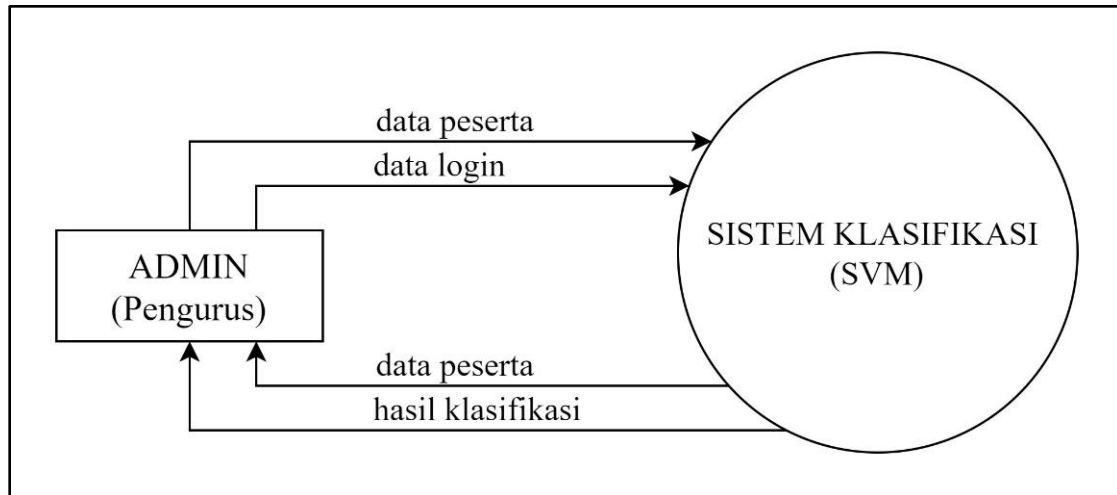 data peserta
data login
ADMIN
(Pengurus)
SISTEM KLASIFIKASI
(SVM)
data peserta
hasil klasifikasi